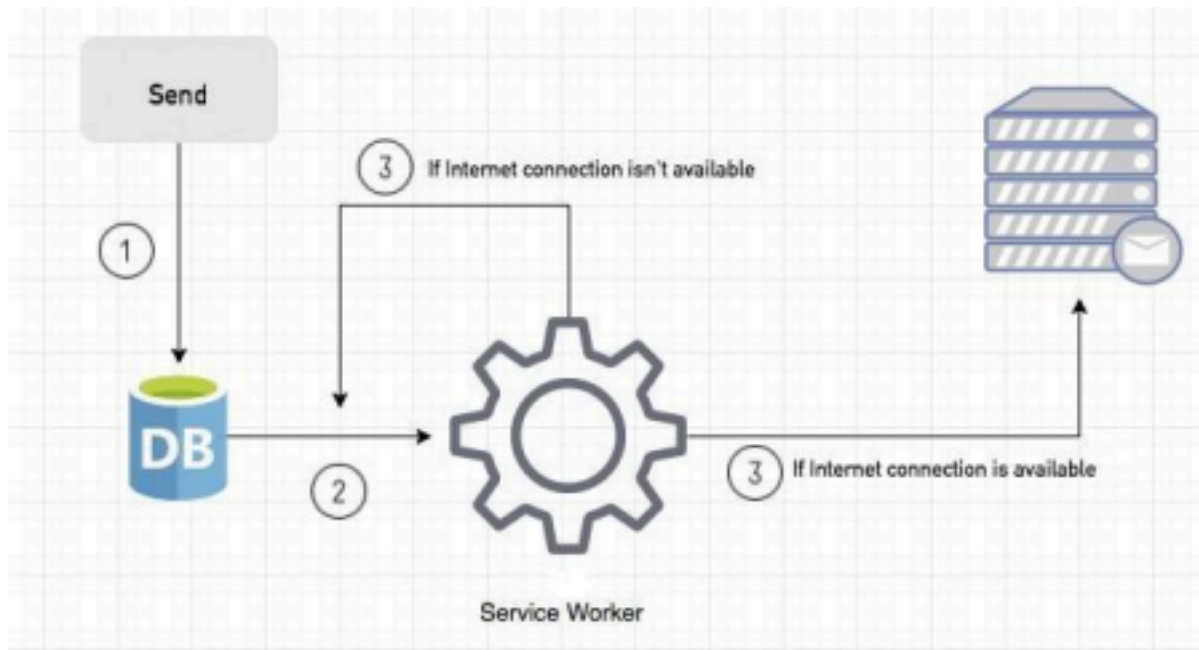 Send
3 If Internet connection isn't available
1
DB
2
3 If Internet connection is available
Service Worker